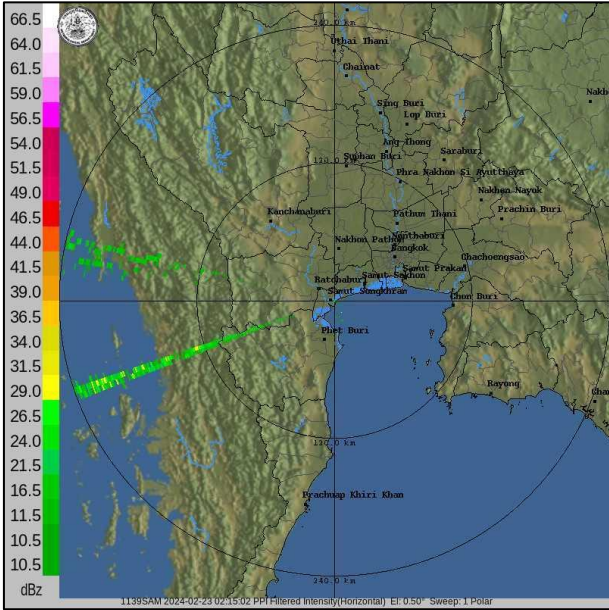 66.5
64.0
61.5
59.0
56.5
54.0
51.5
49.0
46.5
44.0
41.5
39.0
36.5
34.0
31.5
29.0
26.5
24.0
21.5
16.5
11.5
10.5
10.5
dBz
240.0 km
Uthai Thani
Chainat
Sing Buri
Lop Buri
Ang Thong
Saraburi
120.0 km
Suphan Buri
Phra Nakhon Si Ayutthaya
Nakhon Nayok
Prachin Buri
Kanchanaburi
Pathum Thani
Nonthaburi
Nakhon Pathom
Bangkok
Chachoengsao
Samut Prakan
Samut Sakhon
Ratchaburi
Samut Songkhram
Chon Buri
Phet Buri
Rayong
120.0 km
Prachuap Khiri Khan
240.0 km
1139SAM 2024-02-23 02:15:02 PPI Filtered Intensity(Horizontal) El: 0.50° Sweep: 1 Polar